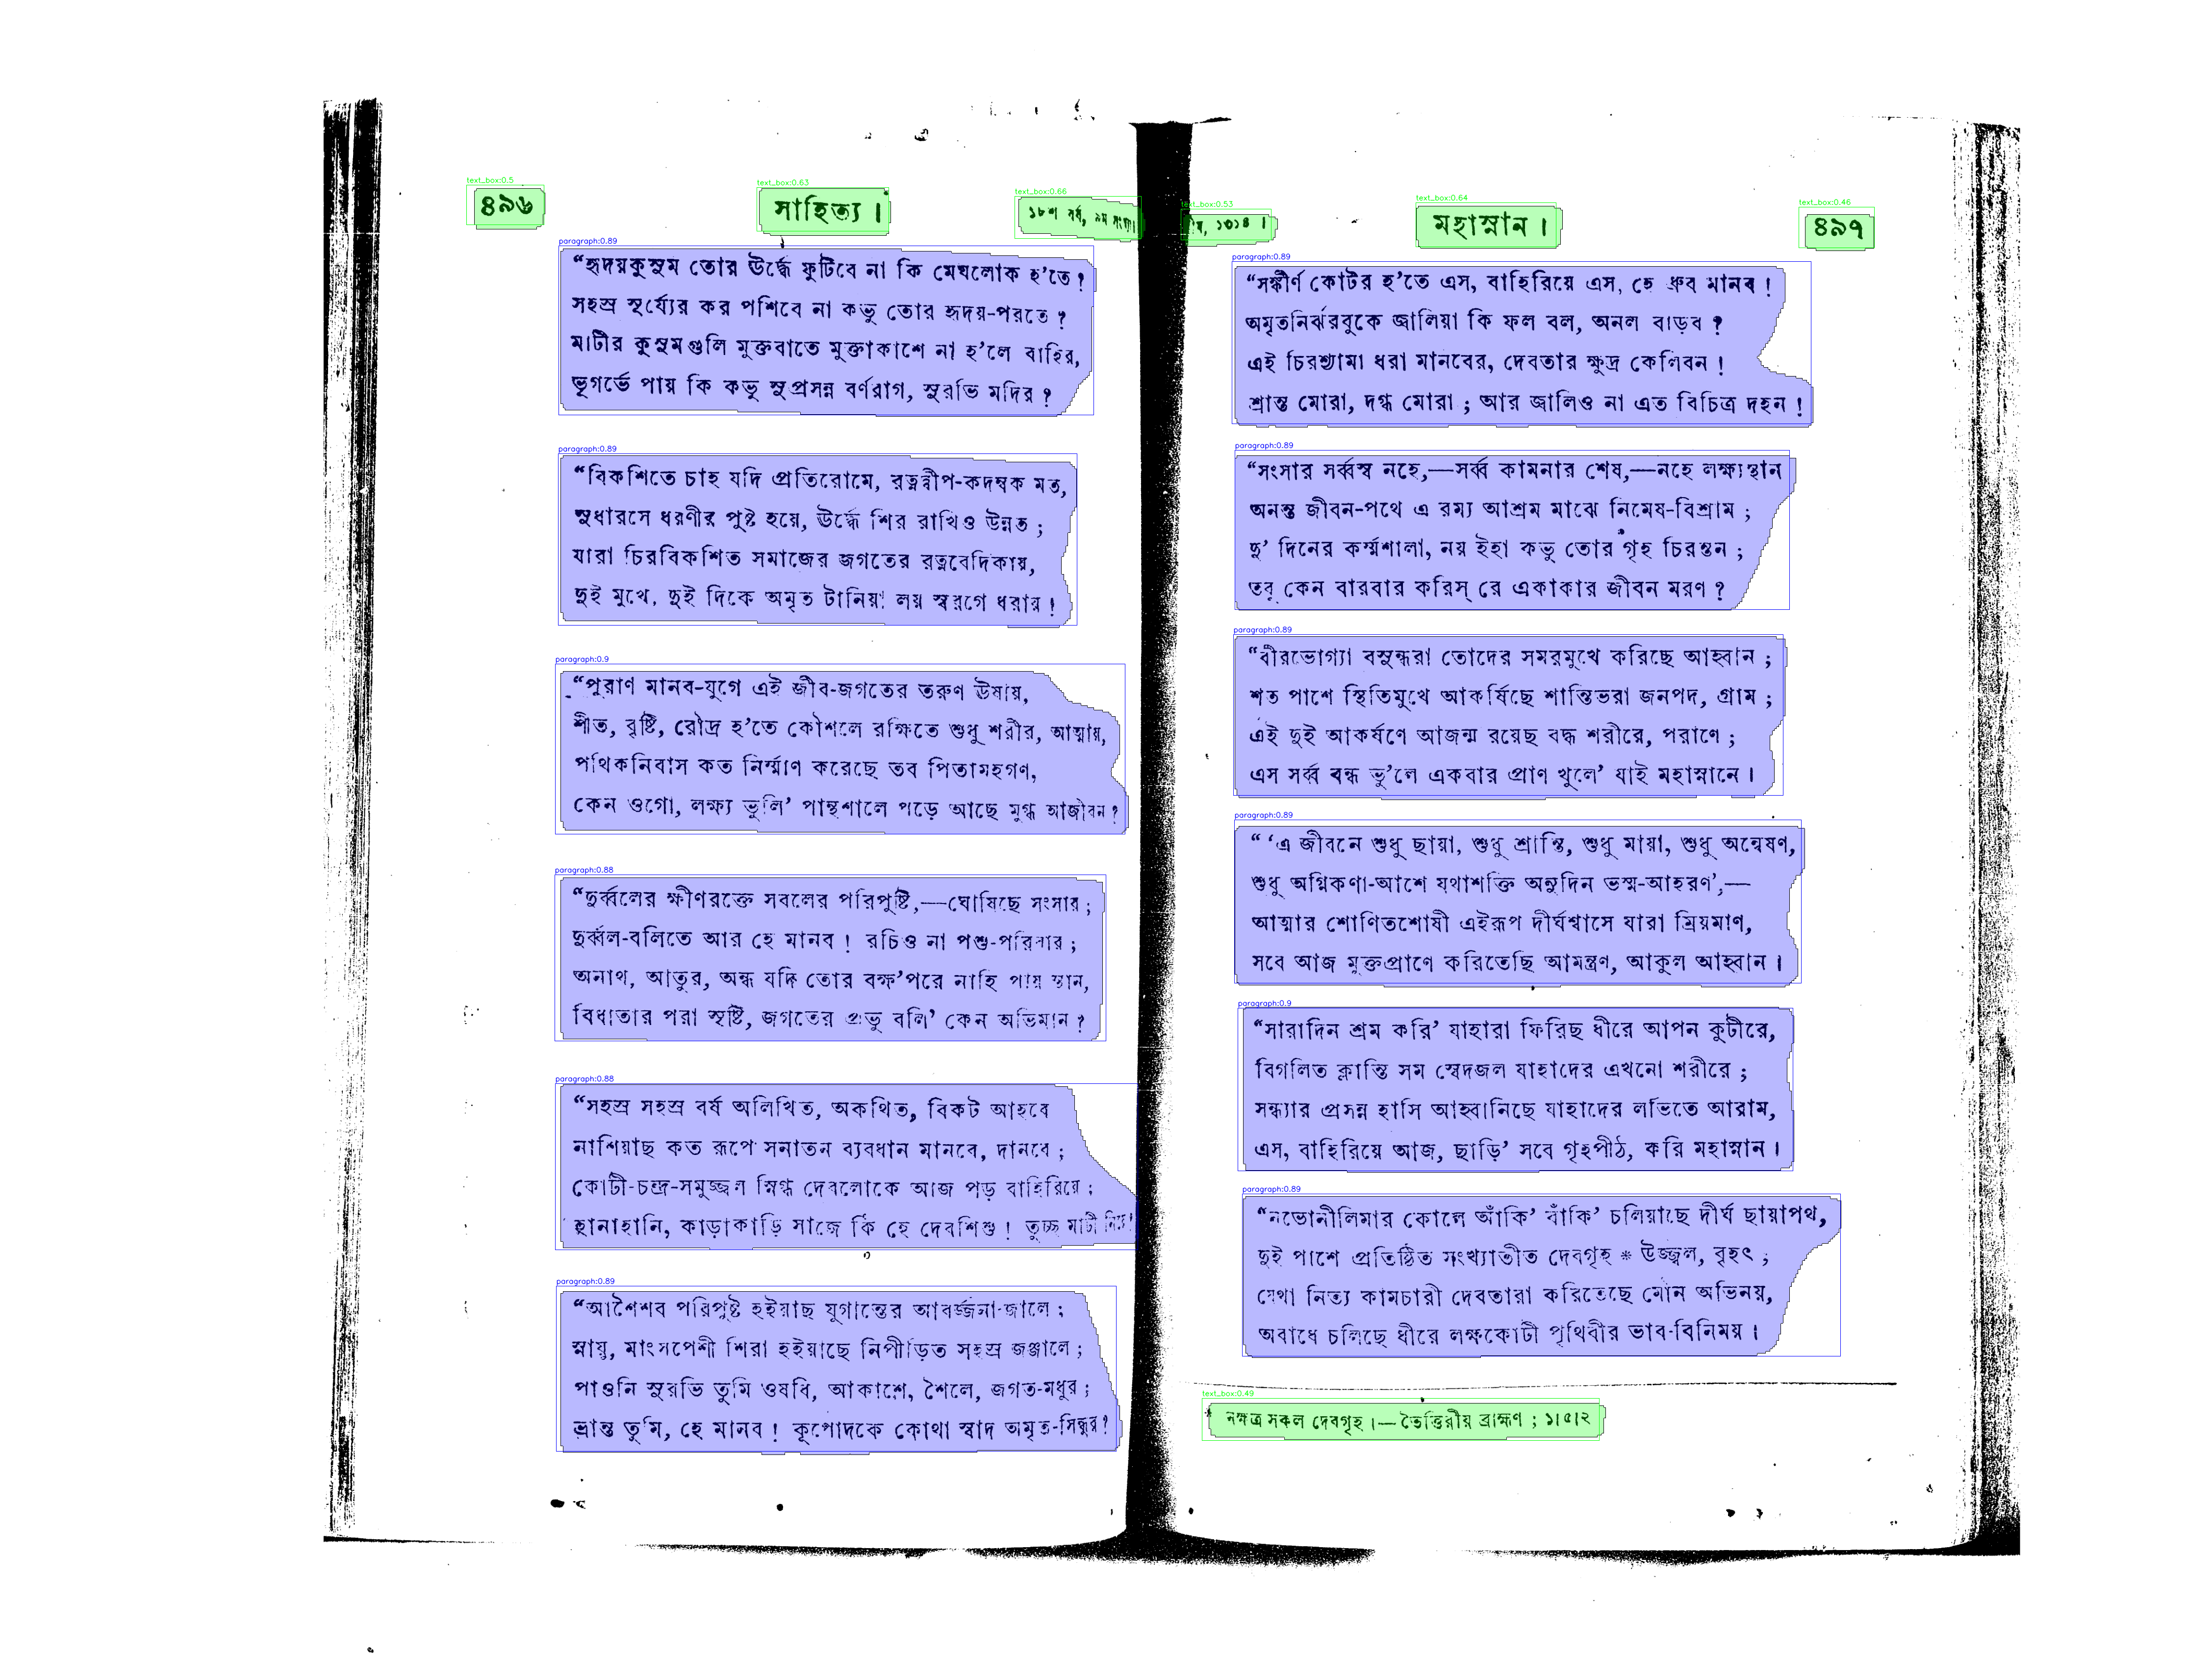 ৪৯৬
সাহিত্য ।
১৮শ বর্ষ, ৯ম সংখ্যা।
“হৃদয়কুসুম তোর ঊর্দ্ধে ফুটিবে না কি মেঘলোক হ’তে ?
সহস্র সূর্য্যের কর পশিবে না কভু তোর হৃদয়-পরতে ?
মাটীর কুসুমগুলি মুক্তবাতে মুক্তাকাশে না হ’লে বাহির,
ভূগর্ভে পায় কি কভু সুপ্রসন্ন বর্ণরাগ, সুরভি মদির ?
“বিকশিতে চাহ যদি প্রতিরোমে, রত্নদ্বীপ-কদম্বক মত,
সুধারসে ধরণীর পুষ্ট হয়ে, ঊর্দ্ধে শির রাখিও উন্নত ;
যারা চিরবিকশিত সমাজের জগতের রত্নবেদিকায়,
দুই মুখে, দুই দিকে অমৃত টানিয়া লয় স্বরগে ধরার !
“পুরাণ মানব-যুগে এই জীব-জগতের তরুণ ঊষায়,
শীত, বৃষ্টি, রৌদ্র হ’তে কৌশলে রক্ষিতে শুধু শরীর, আত্মায়,
পথিকনিবাস কত নির্ম্মাণ করেছে তব পিতামহগণ,
কেন ওগো, লক্ষ্য ভুলি’ পান্থশালে পড়ে আছে মুগ্ধ আজীবন ?
“দুর্ব্বলের ক্ষীণরক্তে সবলের পরিপুষ্টি,—ঘোষিছে সংসার ;
দুর্ব্বল-বলিতে আর হে মানব ! রচিও না পশু-পরিবার ;
অনাথ, আতুর, অন্ধ যদি তোর বক্ষ’পরে নাহি পায় স্থান,
বিধাতার পরা সৃষ্টি, জগতের প্রভু বলি’ কেন অভিমান ?
“সহস্র সহস্র বর্ষ অলিখিত, অকথিত, বিকট আহবে
নাশিয়াছ কত রূপে সনাতন ব্যবধান মানবে, দানবে ;
কোটী-চন্দ্র-সমুজ্জ্বল স্নিগ্ধ দেবলোকে আজ পড় বাহিরিয়ে ;
হানাহানি, কাড়াকাড়ি সাজে কি হে দেবশিশু ! তুচ্ছ মাটী নিয়ে!
“আশৈশব পরিপুষ্ট হইয়াছ যুগান্তের আবর্জ্জনা-জালে ;
স্নায়ু, মাংসপেশী শিরা হইয়াছে নিপীড়িত সহস্র জঞ্জালে ;
পাওনি সুরভি তুমি ওষধি, আকাশে, শৈলে, জগত-মধুর ;
ভ্রান্ত তুমি, হে মানব ! কূপোদকে কোথা স্বাদ অমৃত-সিন্ধুর ?
১৩১৪ ।
মহাস্নান ।
৪৯৭
“সঙ্কীর্ণ কোটর হ’তে এস, বাহিরিয়ে এস, হে ধ্রুব মানব !
অমৃতনির্ঝরবুকে জ্বালিয়া কি ফল বল, অনল বাড়ব ?
এই চিরশ্যামা ধরা মানবের, দেবতার ক্ষুদ্র কেলিবন !
শ্রান্ত মোরা, দগ্ধ মোরা ; আর জ্বালিও না এত বিচিত্র দহন !
“সংসার সর্ব্বস্ব নহে,—সর্ব্ব কামনার শেষ,—নহে লক্ষ্যস্থান
অনন্ত জীবন-পথে এ রম্য আশ্রম মাঝে নিমেষ-বিশ্রাম ;
দু’ দিনের কর্ম্মশালা, নয় ইহা কভু তোর গৃহ চিরন্তন ;
তবু কেন বারবার করিস্ রে একাকার জীবন মরণ ?
“বীরভোগ্যা বসুন্ধরা তোদের সমরমুখে করিছে আহ্বান ;
শত পাশে স্থিতিমুখে আকর্ষিছে শান্তিভরা জনপদ, গ্রাম ;
এই দুই আকর্ষণে আজন্ম রয়েছ বদ্ধ শরীরে, পরাণে ;
এস সর্ব্ব বন্ধ ভু’লে একবার প্রাণ খুলে’ যাই মহাস্নানে ।
“ ‘এ জীবনে শুধু ছায়া, শুধু শ্রান্তি, শুধু মায়া, শুধু অন্বেষণ,
শুধু অগ্নিকণা-আশে যথাশক্তি অনুদিন ভস্ম-আহরণ’,—
আত্মার শোণিতশোষী এইরূপ দীর্ঘশ্বাসে যারা ম্রিয়মাণ,
সবে আজ মুক্তপ্রাণে করিতেছি আমন্ত্রণ, আকুল আহ্বান ।
“সারাদিন শ্রম করি’ যাহারা ফিরিছ ধীরে আপন কুটীরে,
বিগলিত ক্লান্তি সম স্বেদজল যাহাদের এখনো শরীরে ;
সন্ধ্যার প্রসন্ন হাসি আহ্বানিছে যাহাদের লভিতে আরাম,
এস, বাহিরিয়ে আজ, ছাড়ি’ সবে গৃহপীঠ, করি মহাস্নান ।
“নভোনীলিমার কোলে আঁকি’ বাঁকি’ চলিয়াছে দীর্ঘ ছায়াপথ,
দুই পাশে প্রতিষ্ঠিত সংখ্যাতীত দেবগৃহ * উজ্জ্বল, বৃহৎ ;
যেথা নিত্য কামচারী দেবতারা করিতেছে মৌন অভিনয়,
অবাধে চলিছে ধীরে লক্ষকোটী পৃথিবীর ভাব-বিনিময় ।
* নক্ষত্র সকল দেবগৃহ ।— তৈত্তিরীয় ব্রাহ্মণ ; ১।৫।২